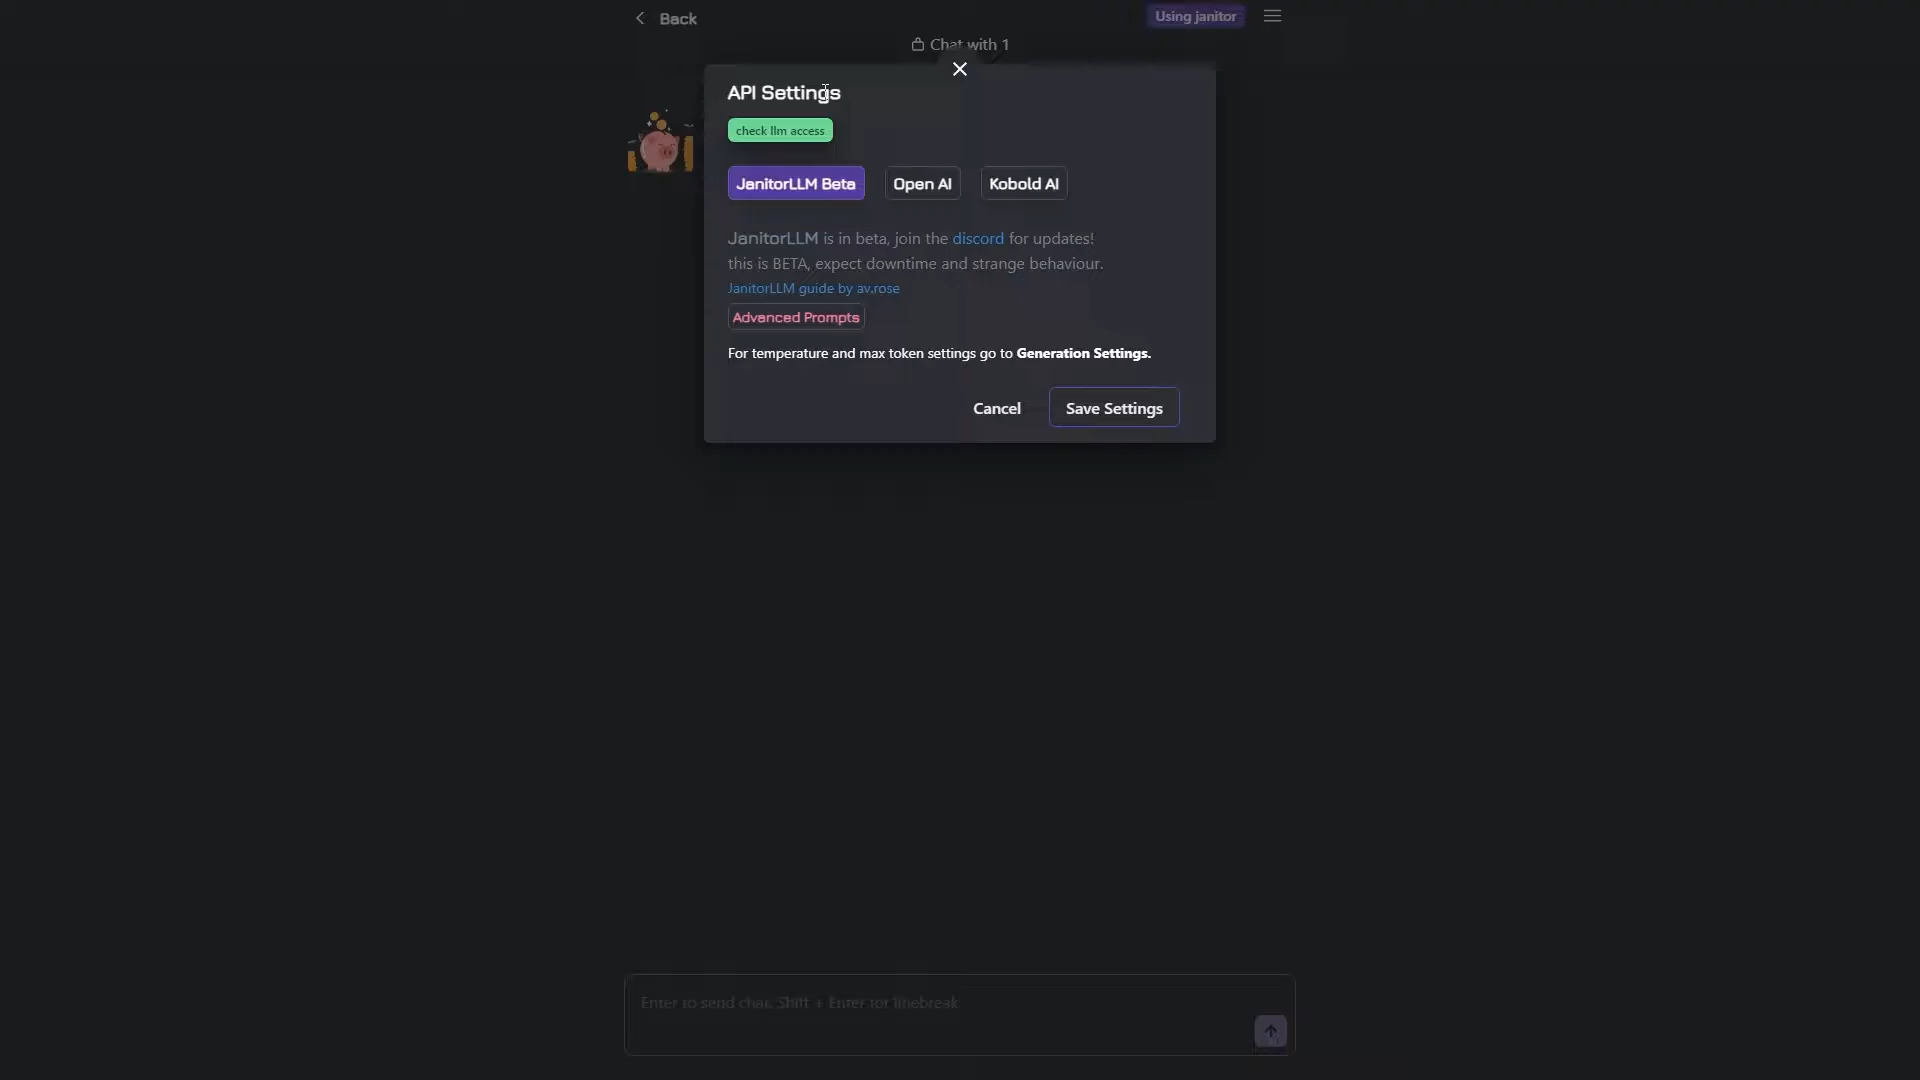 Back
Using janitor
Chat with 1
API Settings
check llm access
JanitorLLM Beta
Open AI
Kobold AI
JanitorLLM is in beta, join the discord for updates!
this is BETA, expect downtime and strange behaviour.
JanitorLLM guide by av.rose
Advanced Prompts
For temperature and max token settings go to Generation Settings.
Cancel
Save Settings
Enter to send chat. Shift + Enter for linebreak